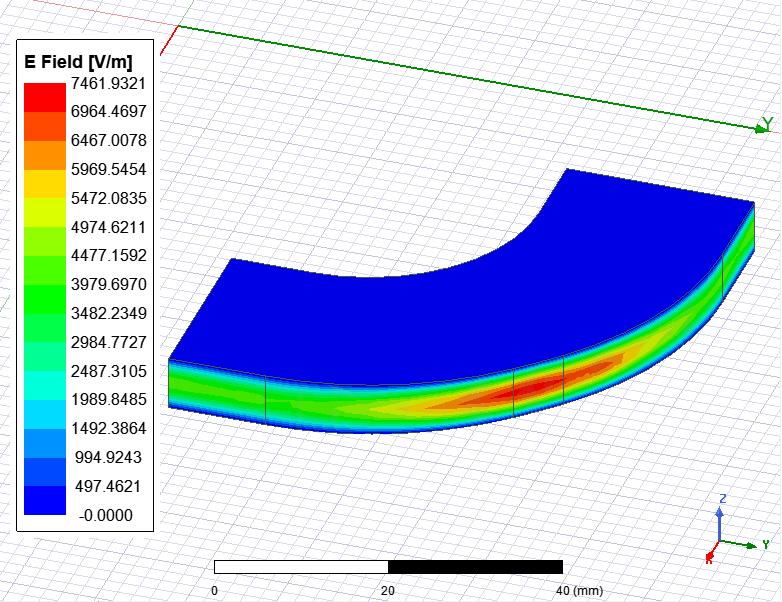 E Field [V/m]
7461.9321
6964.4697
6467.0078
5969.5454
5472.0835
4974.6211
4477.1592
3979.6970
3482.2349
2984.7727
2487.3105
1989.8485
1492.3864
994.9243
497.4621
-0.0000
Y
Z
Y
X
0 20 40 (mm)